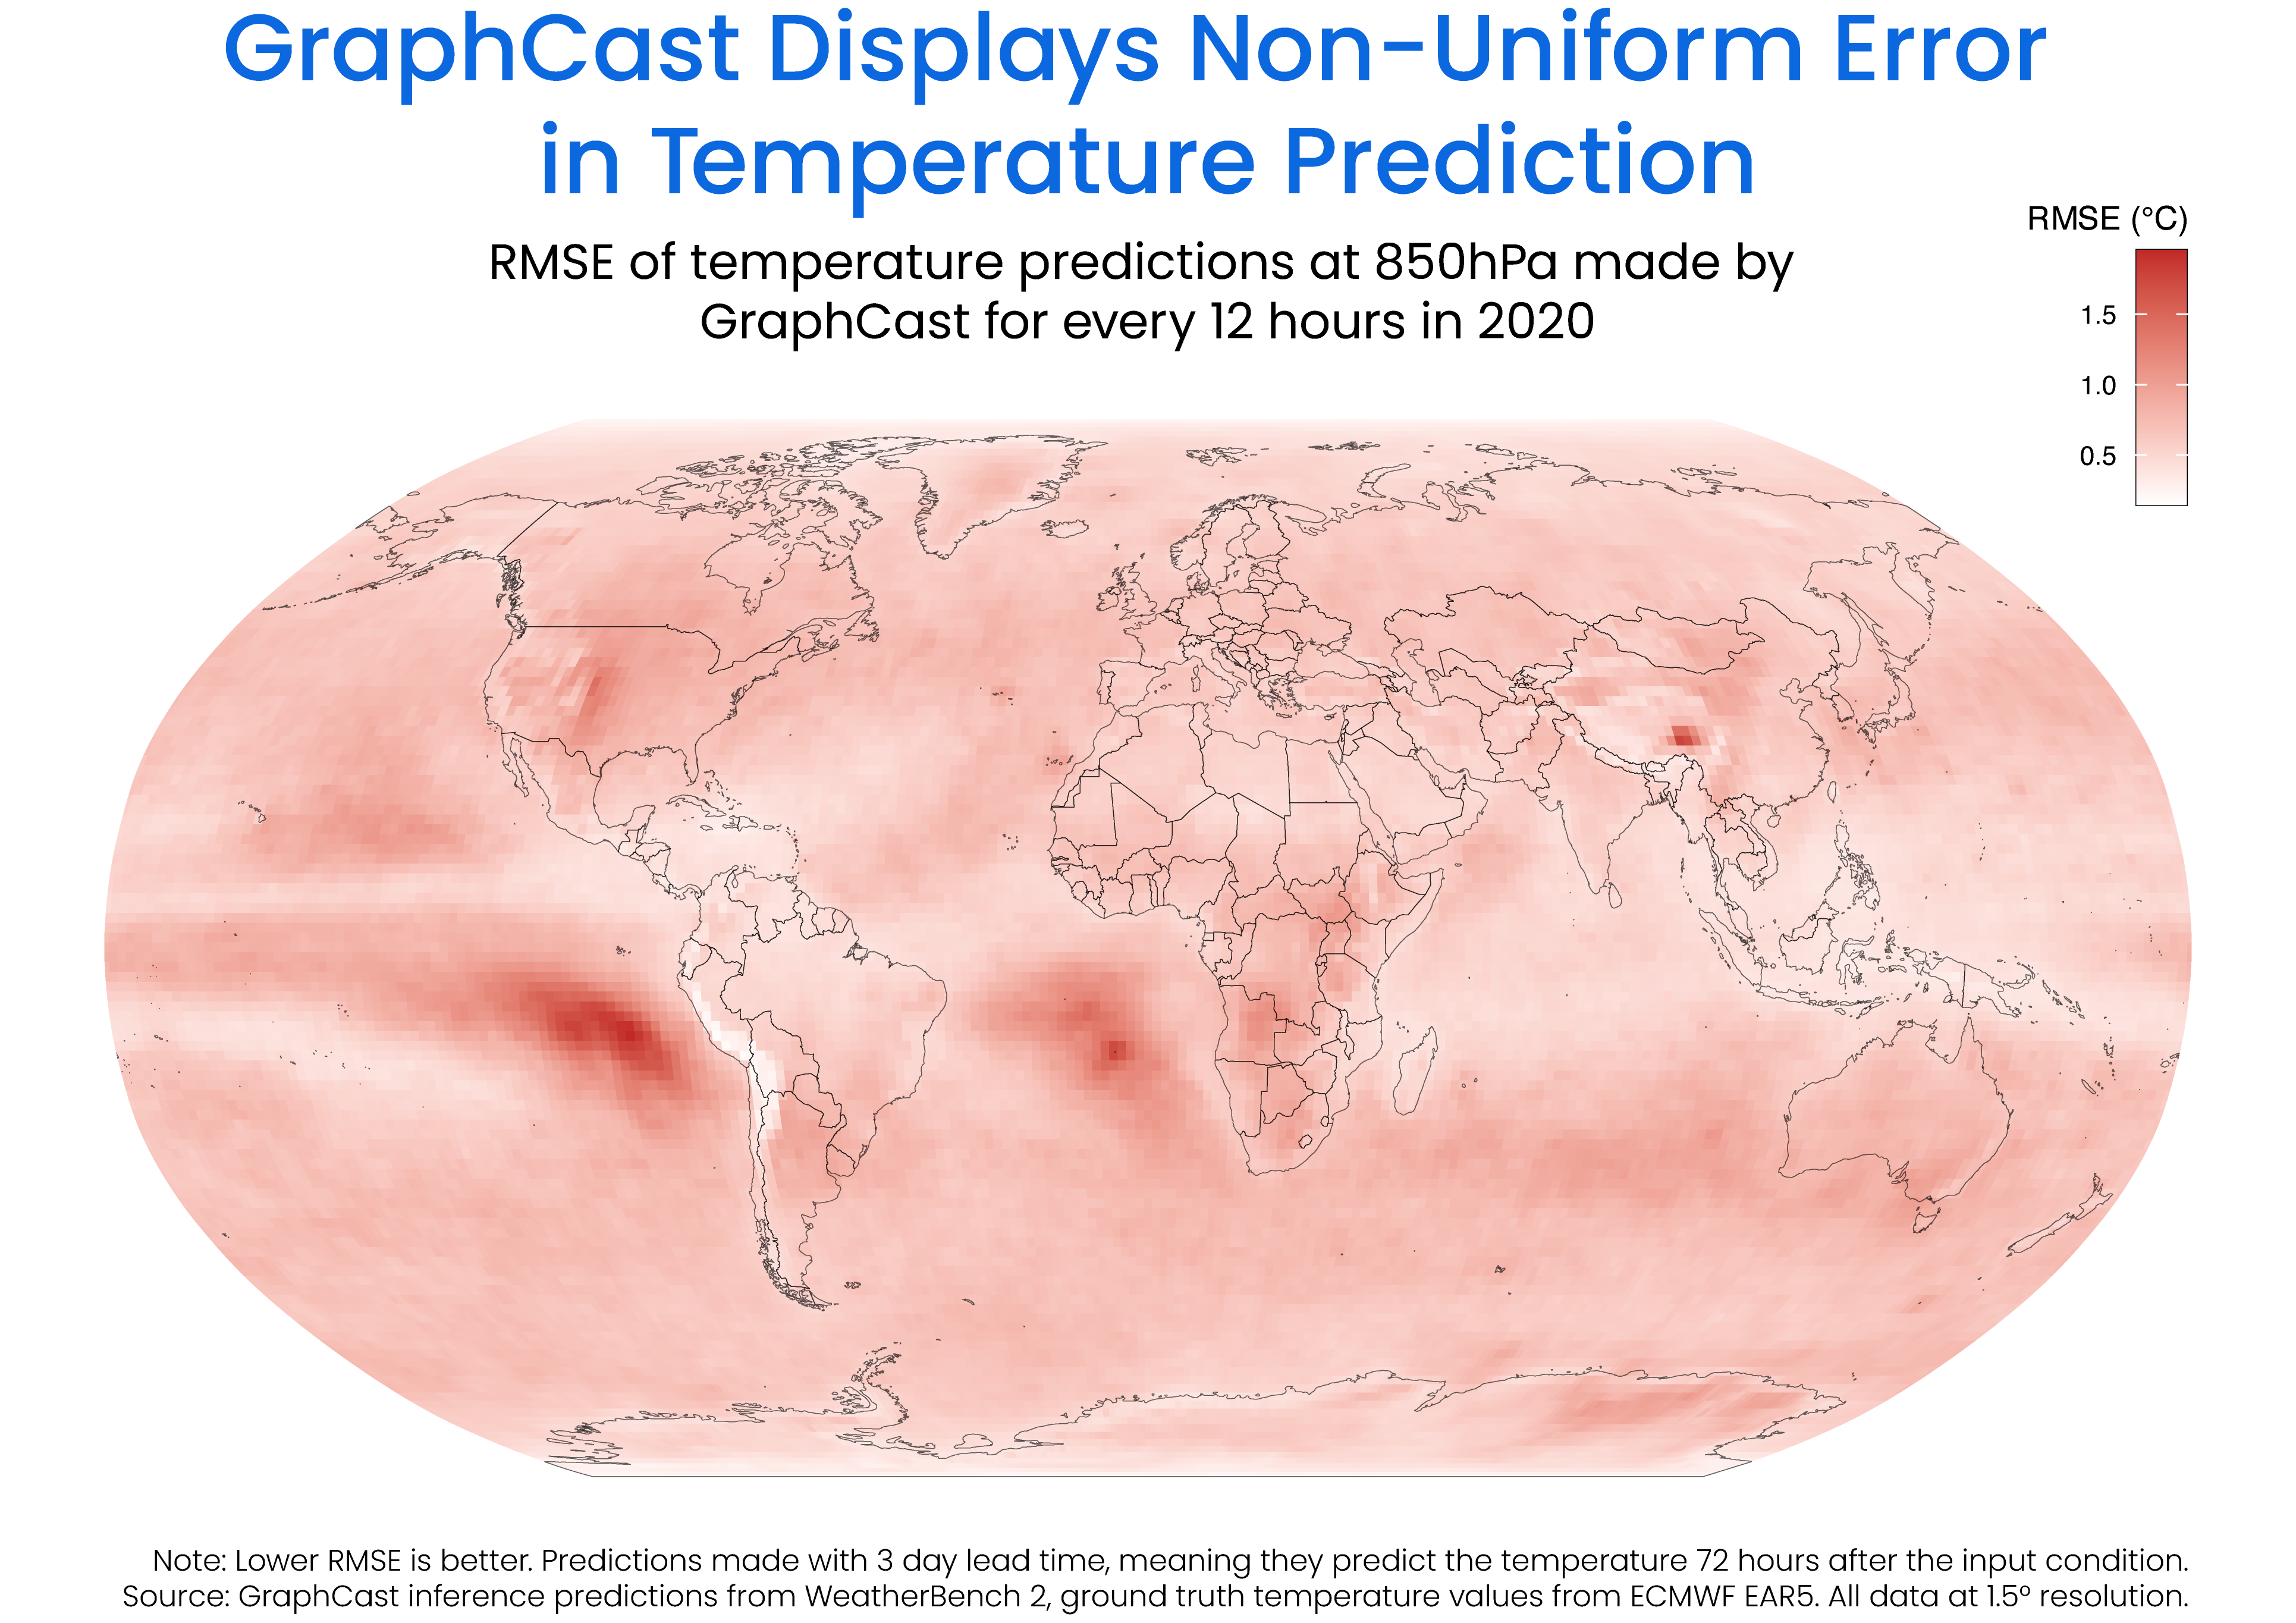 GraphCast Displays Non-Uniform Error
in Temperature Prediction
RMSE of temperature predictions at 850hPa made by
GraphCast for every 12 hours in 2020
RMSE (°C)
1.5
1.0
0.5
Note: Lower RMSE is better. Predictions made with 3 day lead time, meaning they predict the temperature 72 hours after the input condition.
Source: GraphCast inference predictions from WeatherBench 2, ground truth temperature values from ECMWF EAR5. All data at 1.5° resolution.